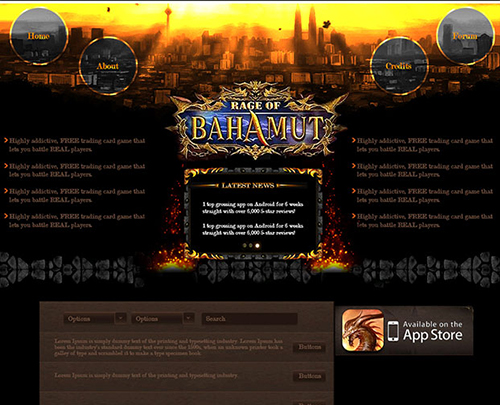 Home
Forum
About
Credits
RAGE OF
BAHAMUT
Highly addictive, FREE trading card game that
lets you battle REAL players.
Highly addictive, FREE trading card game that
lets you battle REAL players.
Highly addictive, FREE trading card game that
lets you battle REAL players.
Highly addictive, FREE trading card game that
lets you battle REAL players.
LATEST NEWS
1 top grossing app on Android for 6 weeks
straight with over 6,000 5-star reviews!
1 top grossing app on Android for 6 weeks
straight with over 6,000 5-star reviews!
Highly addictive, FREE trading card game that
lets you battle REAL players.
Highly addictive, FREE trading card game that
lets you battle REAL players.
Highly addictive, FREE trading card game that
lets you battle REAL players.
Highly addictive, FREE trading card game that
lets you battle REAL players.
Options
Options
Search
Lorem Ipsum is simply dummy text of the printing and typesetting industry. Lorem Ipsum has
been the industry's standard dummy text ever since the 1500s, when an unknown printer took a
galley of type and scrambled it to make a type specimen book
Buttons
Lorem Ipsum is simply dummy text of the printing and typesetting industry.
Buttons
Available on the
App Store